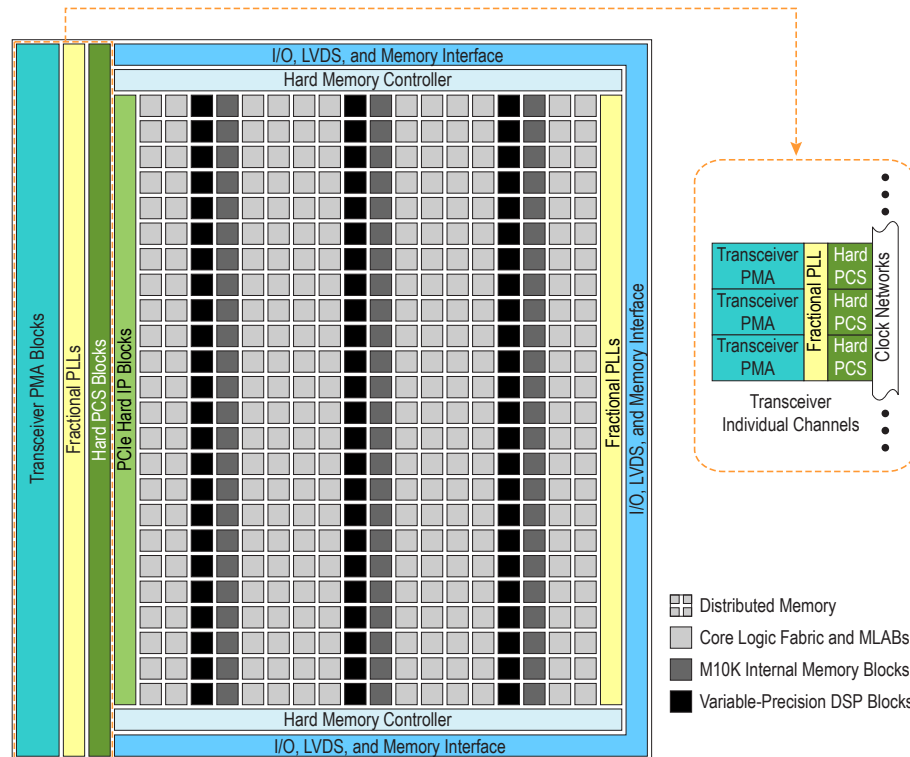 I/O, LVDS, and Memory Interface
Hard Memory Controller
Transceiver PMA Blocks
Fractional PLLs
Hard PCS Blocks
PCIe Hard IP Blocks
Fractional PLLs
I/O, LVDS, and Memory Interface
Hard Memory Controller
I/O, LVDS, and Memory Interface
Transceiver
PMA
Transceiver
PMA
Transceiver
PMA
Fractional PLL
Hard
PCS
Hard
PCS
Hard
PCS
Clock Networks
Transceiver
Individual Channels
Distributed Memory
Core Logic Fabric and MLABs
M10K Internal Memory Blocks
Variable-Precision DSP Blocks